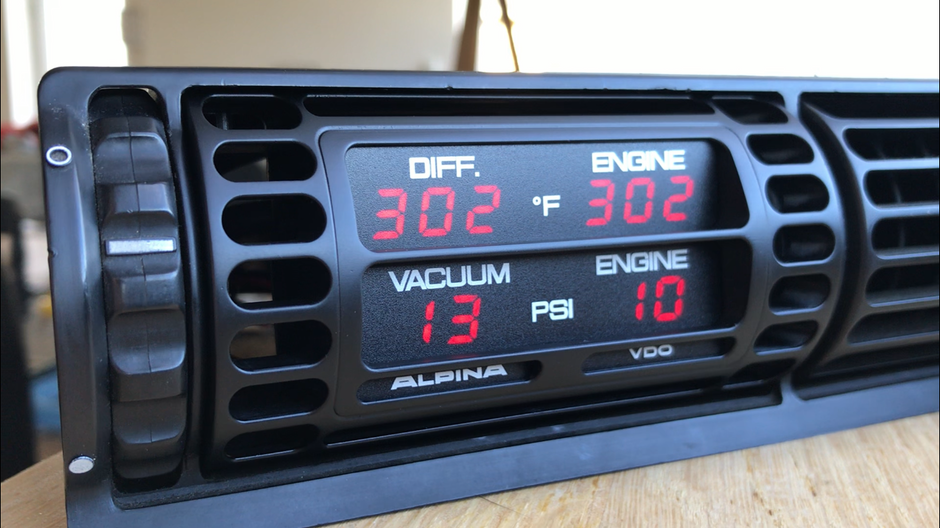 DIFF. ENGINE
302 °F 302
VACUUM ENGINE
13 PSI 10
ALPINA VDO